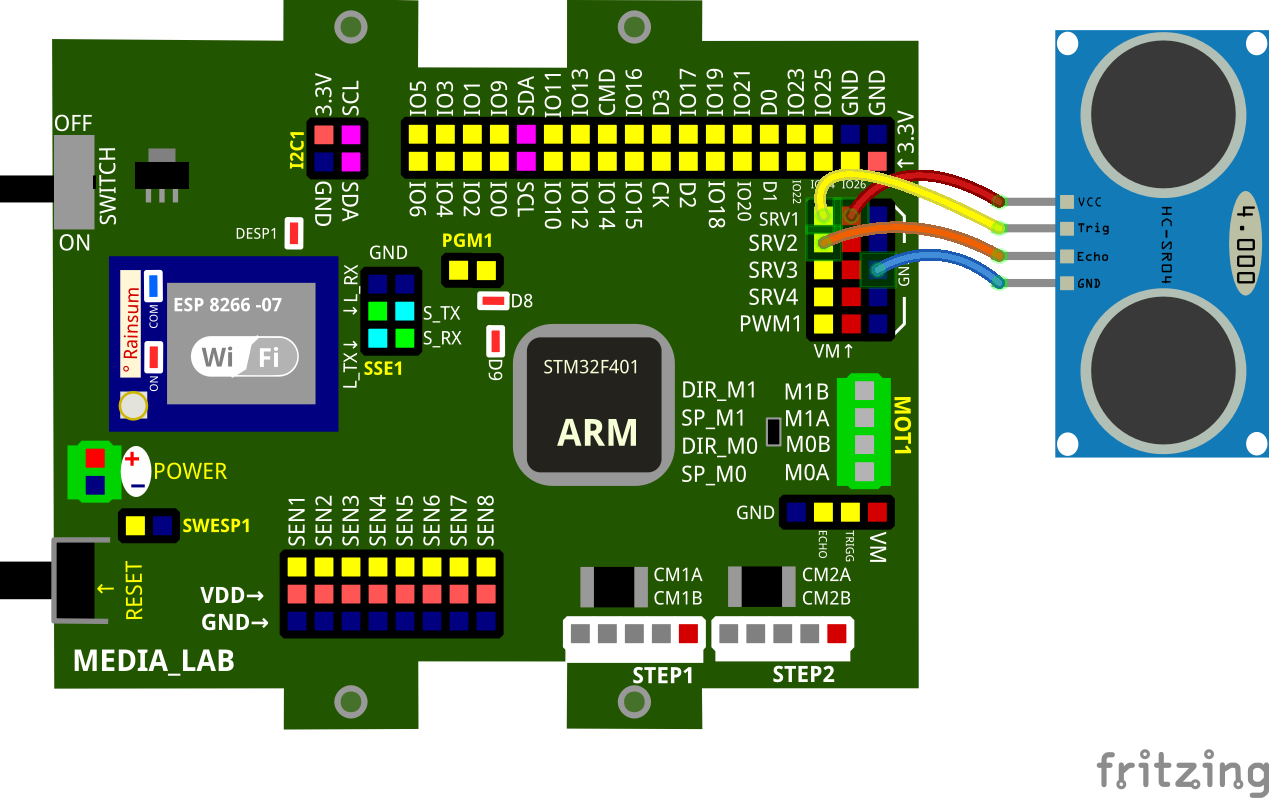 OFF
SWITCH
ON
I2C1
3.3V
SCL
GND
SDA
IO5 IO3 IO1 IO9 SDA IO11 IO12 CMD IO16 D3 IO17 IO19 IO21 D0 IO23 IO25 GND GND
↑3.3V
IO6 IO4 IO2 IO0 SCL IO10 IO13 IO14 IO15 CK D2 IO18 IO20 D1 IO22 IO26
DESP1
GND
PGM1
SRV1
SRV2
SRV3
SRV4
PWM1
VM↑
VCC
Trig
Echo
GND
HC-SR04
4.000
° Rainsum
COM
ON
ESP 8266 -07
Wi Fi
L_RX
↓
L_TX
↑
S_TX
S_RX
SSE1
D8
D9
STM32F401
ARM
DIR_M1
SP_M1
DIR_M0
SP_M0
M1B
M1A
M0B
M0A
MOT1
+
−
POWER
SWESP1
GND
ECHO
TRIGG
VM
SEN1 SEN2 SEN3 SEN4 SEN5 SEN6 SEN7 SEN8
VDD→
GND→
← RESET
CM1A
CM1B
CM2A
CM2B
MEDIA_LAB
STEP1
STEP2
fritzing